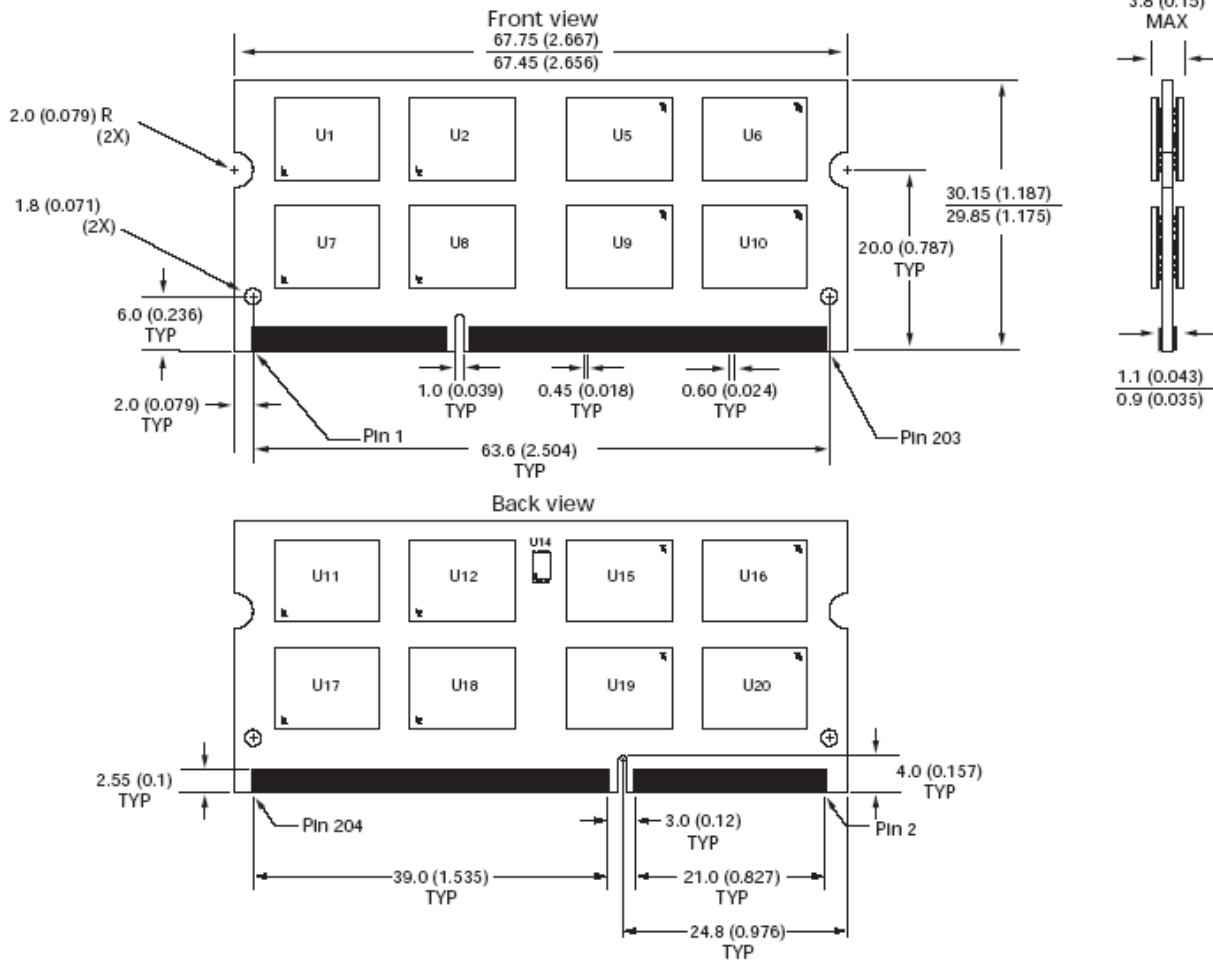 3.8 (0.15)
MAX
Front view
67.75 (2.667)
67.45 (2.656)
2.0 (0.079) R
(2X)
U1
U2
U5
U6
1.8 (0.071)
(2X)
30.15 (1.187)
29.85 (1.175)
20.0 (0.787)
TYP
U7
U8
U9
U10
6.0 (0.236)
TYP
1.0 (0.039)
TYP
0.45 (0.018)
TYP
0.60 (0.024)
TYP
1.1 (0.043)
0.9 (0.035)
2.0 (0.079)
TYP
Pin 1
63.6 (2.504)
TYP
Pin 203
Back view
U11
U12
U14
U15
U16
U17
U18
U19
U20
2.55 (0.1)
TYP
4.0 (0.157)
TYP
Pin 204
3.0 (0.12)
TYP
Pin 2
39.0 (1.535)
TYP
21.0 (0.827)
TYP
24.8 (0.976)
TYP